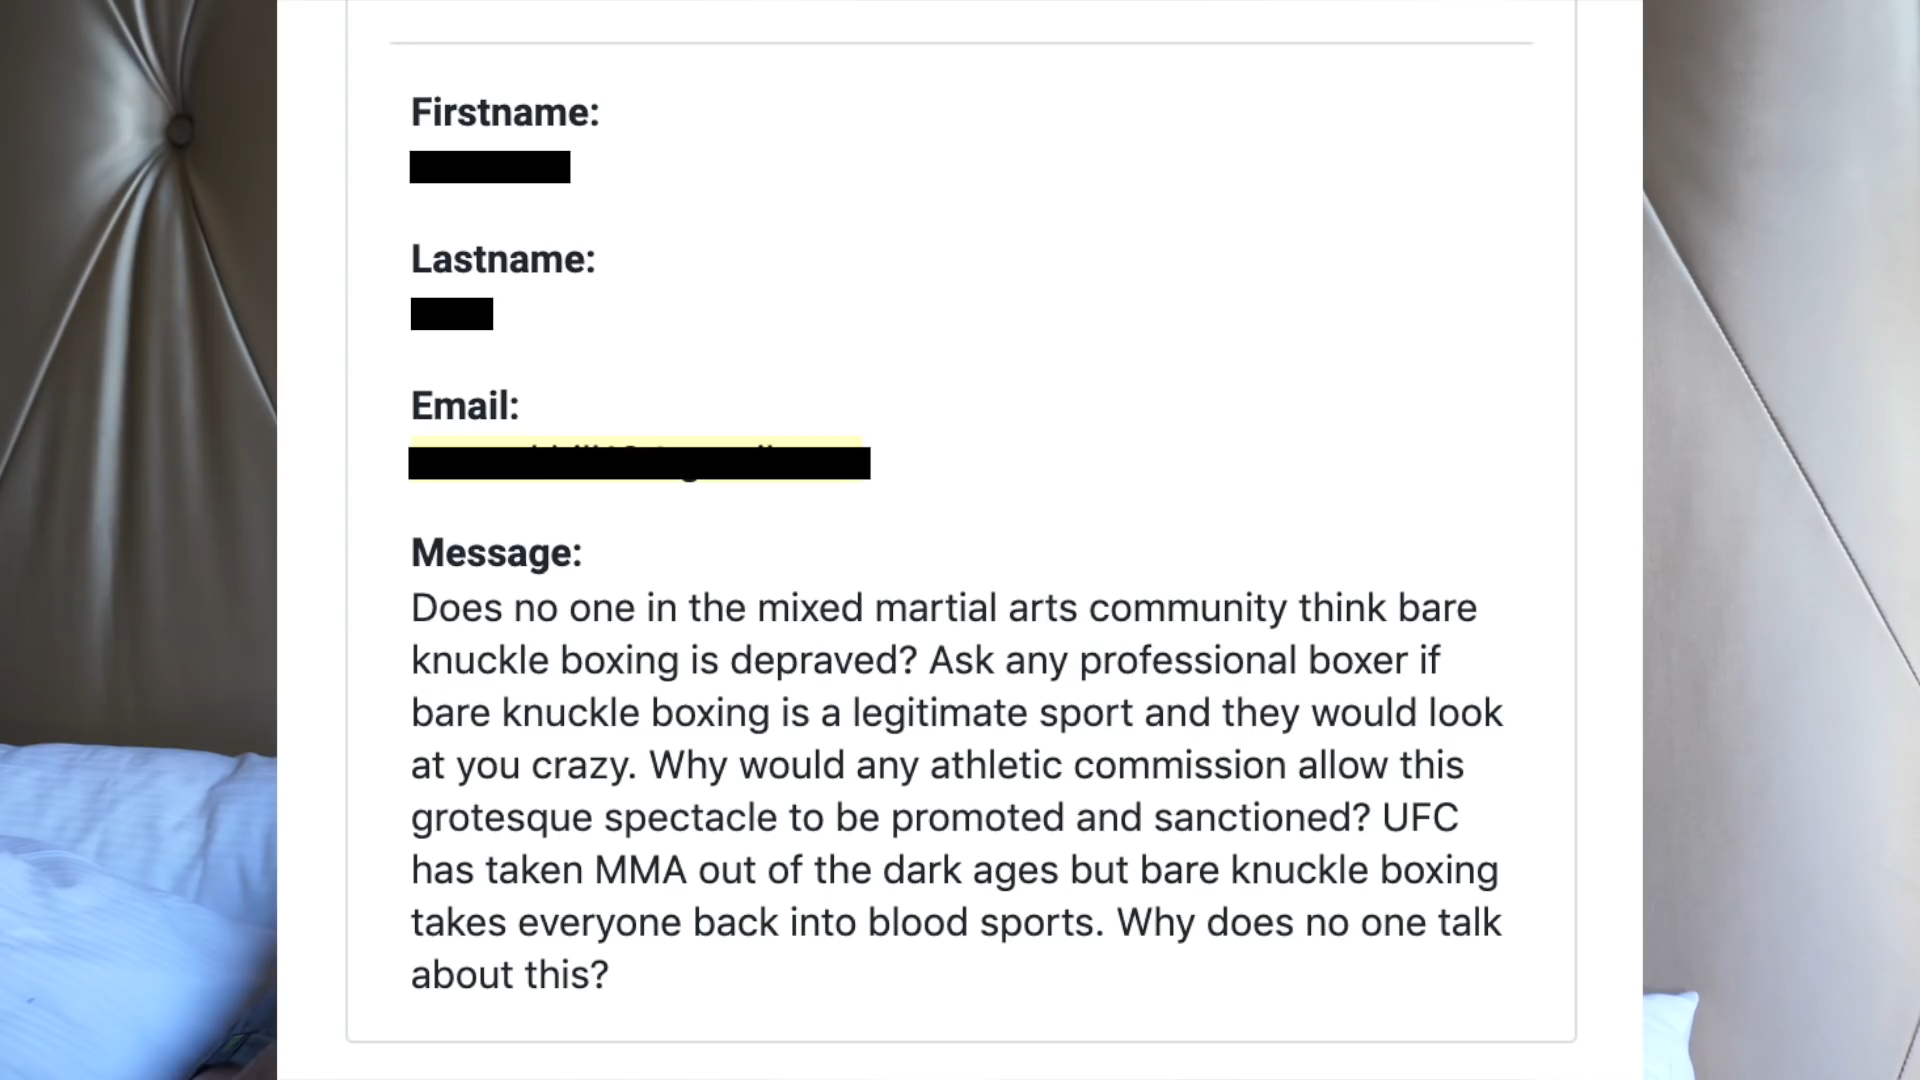 Firstname:
Lastname:
Email:
Message:
Does no one in the mixed martial arts community think bare
knuckle boxing is depraved? Ask any professional boxer if
bare knuckle boxing is a legitimate sport and they would look
at you crazy. Why would any athletic commission allow this
grotesque spectacle to be promoted and sanctioned? UFC
has taken MMA out of the dark ages but bare knuckle boxing
takes everyone back into blood sports. Why does no one talk
about this?